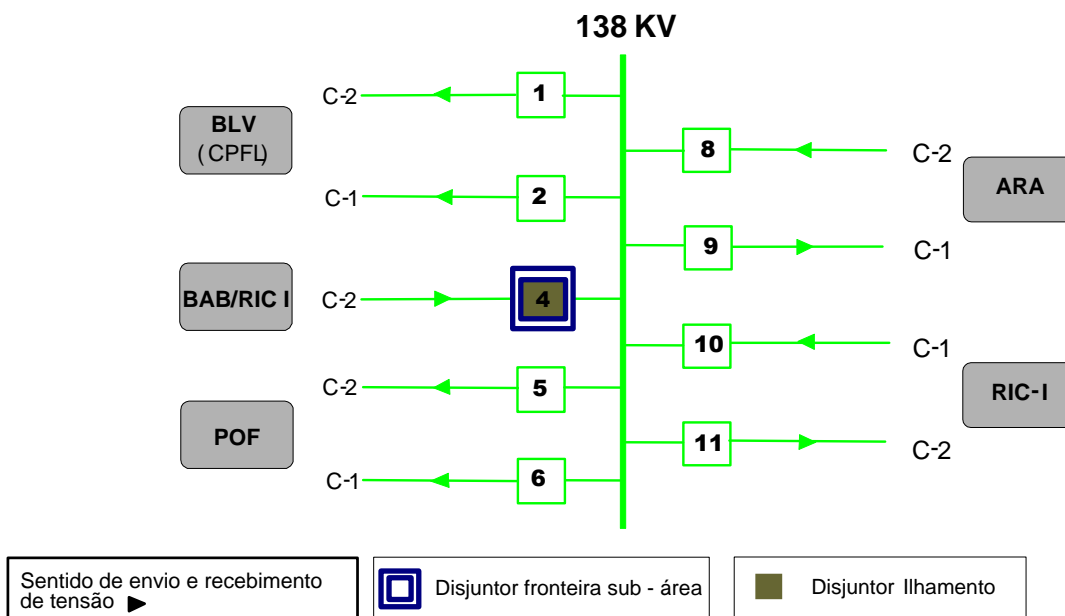 138 KV
C-2
1
BLV
( CPFL)
8
C-2
ARA
C-1
2
9
C-1
BAB/RIC I
C-2
4
10
C-1
RIC-I
C-2
5
POF
11
C-2
C-1
6
Sentido de envio e recebimento
de tensão
Disjuntor fronteira sub - área
Disjuntor Ilhamento